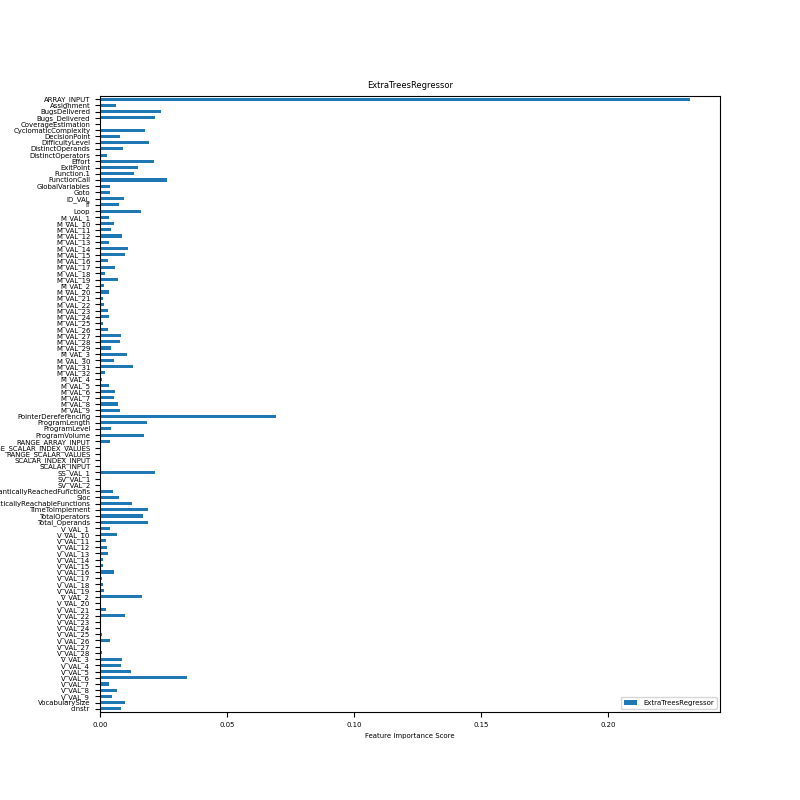 ExtraTreesRegressor
ARRAY_INPUT
Assignment
BugsDelivered
Bugs_Delivered
CoverageEstimation
CyclomaticComplexity
DecisionPoint
DifficultyLevel
DistinctOperands
DistinctOperators
Effort
ExitPoint
Function.1
FunctionCall
GlobalVariables
Goto
ID_VAL
If
Loop
M_VAL_1
M_VAL_10
M_VAL_11
M_VAL_12
M_VAL_13
M_VAL_14
M_VAL_15
M_VAL_16
M_VAL_17
M_VAL_18
M_VAL_19
M_VAL_2
M_VAL_20
M_VAL_21
M_VAL_22
M_VAL_23
M_VAL_24
M_VAL_25
M_VAL_26
M_VAL_27
M_VAL_28
M_VAL_29
M_VAL_3
M_VAL_30
M_VAL_31
M_VAL_32
M_VAL_4
M_VAL_5
M_VAL_6
M_VAL_7
M_VAL_8
M_VAL_9
PointerDereferencing
ProgramLength
ProgramLevel
ProgramVolume
RANGE_ARRAY_INPUT
E_SCALAR_INDEX_VALUES
RANGE_SCALAR_VALUES
SCALAR_INDEX_INPUT
SCALAR_INPUT
SS_VAL_1
SV_VAL_1
SV_VAL_2
anticallyReachedFunctions
Sloc
ticallyReachableFunctions
TimeToImplement
TotalOperators
Total_Operands
V_VAL_1
V_VAL_10
V_VAL_11
V_VAL_12
V_VAL_13
V_VAL_14
V_VAL_15
V_VAL_16
V_VAL_17
V_VAL_18
V_VAL_19
V_VAL_2
V_VAL_20
V_VAL_21
V_VAL_22
V_VAL_23
V_VAL_24
V_VAL_25
V_VAL_26
V_VAL_27
V_VAL_28
V_VAL_3
V_VAL_4
V_VAL_5
V_VAL_6
V_VAL_7
V_VAL_8
V_VAL_9
VocabularySize
cinstr
ExtraTreesRegressor
0.00 0.05 0.10 0.15 0.20
Feature Importance Score